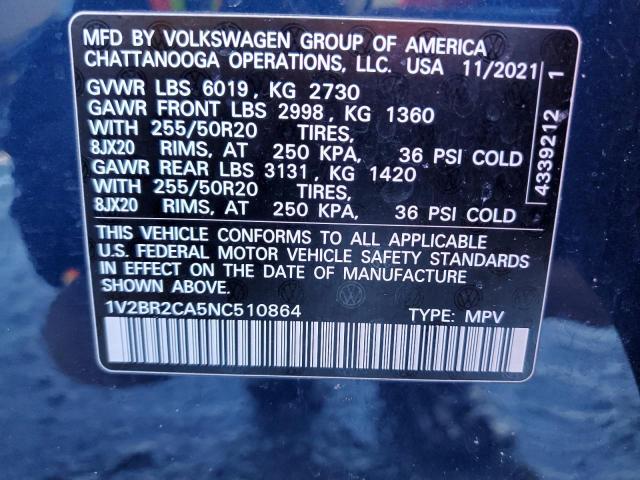 MFD BY VOLKSWAGEN GROUP OF AMERICA
CHATTANOOGA OPERATIONS, LLC. USA 11/2021
GVWR LBS 6019, KG 2730
GAWR FRONT LBS 2998, KG 1360
WITH 255/50R20 TIRES,
8JX20 RIMS, AT 250 KPA, 36 PSI COLD
GAWR REAR LBS 3131, KG 1420
WITH 255/50R20 TIRES,
8JX20 RIMS, AT 250 KPA, 36 PSI COLD
THIS VEHICLE CONFORMS TO ALL APPLICABLE
U.S. FEDERAL MOTOR VEHICLE SAFETY STANDARDS
IN EFFECT ON THE DATE OF MANUFACTURE
SHOWN ABOVE.
1V2BR2CA5NC510864 TYPE: MPV
4339212 1